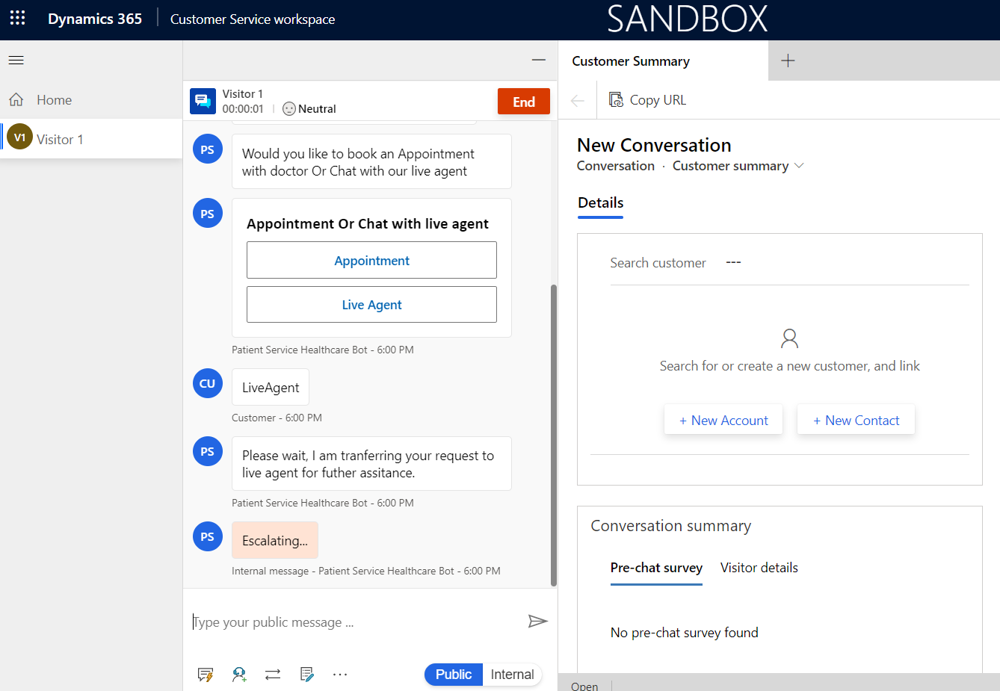 Dynamics 365
Customer Service workspace
SANDBOX
Home
V1
Visitor 1
Visitor 1
00:00:01
Neutral
End
PS
Would you like to book an Appointment
with doctor Or Chat with our live agent
PS
Appointment Or Chat with live agent
Appointment
Live Agent
Patient Service Healthcare Bot - 6:00 PM
CU
LiveAgent
Customer - 6:00 PM
PS
Please wait, I am tranferring your request to
live agent for futher assitance.
Patient Service Healthcare Bot - 6:00 PM
PS
Escalating...
Internal message - Patient Service Healthcare Bot - 6:00 PM
Type your public message ...
Public
Internal
Customer Summary
Copy URL
New Conversation
Conversation · Customer summary
Details
Search customer ---
Search for or create a new customer, and link
+ New Account
+ New Contact
Conversation summary
Pre-chat survey
Visitor details
No pre-chat survey found
Open